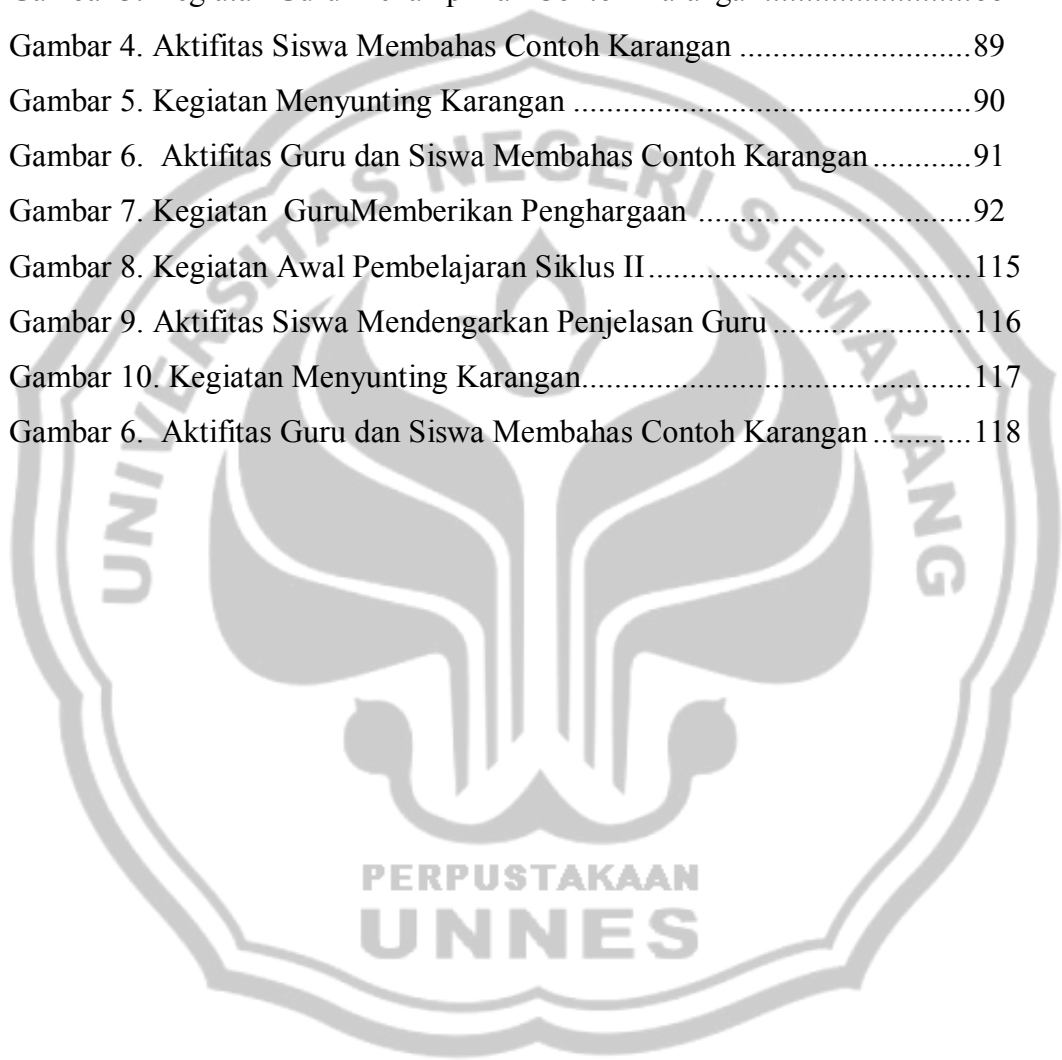 Gambar 4. Aktifitas Siswa Membahas Contoh Karangan ........................89
Gambar 5. Kegiatan Menyunting Karangan .........................................90
Gambar 6.  Aktifitas Guru dan Siswa Membahas Contoh Karangan ............91
Gambar 7. Kegiatan  GuruMemberikan Penghargaan ............................92
Gambar 8. Kegiatan Awal Pembelajaran Siklus II.................................115
Gambar 9. Aktifitas Siswa Mendengarkan Penjelasan Guru .....................116
Gambar 10. Kegiatan Menyunting Karangan........................................117
Gambar 6.  Aktifitas Guru dan Siswa Membahas Contoh Karangan ............118
UNIVERSITAS NEGERI SEMARANG
PERPUSTAKAAN
UNNES